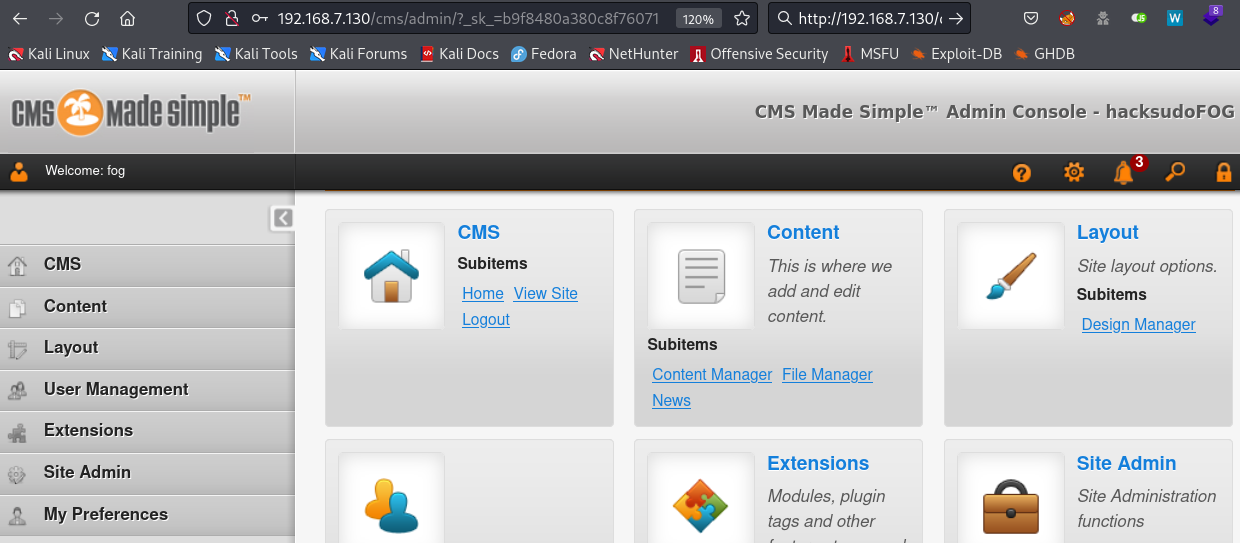 192.168.7.130/cms/admin/?_sk_=b9f8480a380c8f76071 120% http://192.168.7.130/ W 8
Kali Linux Kali Training Kali Tools Kali Forums Kali Docs Fedora NetHunter Offensive Security MSFU Exploit-DB GHDB
CMS Made Simple™
CMS Made Simple™ Admin Console - hacksudoFOG
Welcome: fog
3
CMS
Content
Layout
User Management
Extensions
Site Admin
My Preferences
CMS
Subitems
Home View Site
Logout
Content
This is where we
add and edit
content.
Subitems
Content Manager File Manager
News
Layout
Site layout options.
Subitems
Design Manager
Extensions
Modules, plugin
tags and other
Site Admin
Site Administration
functions